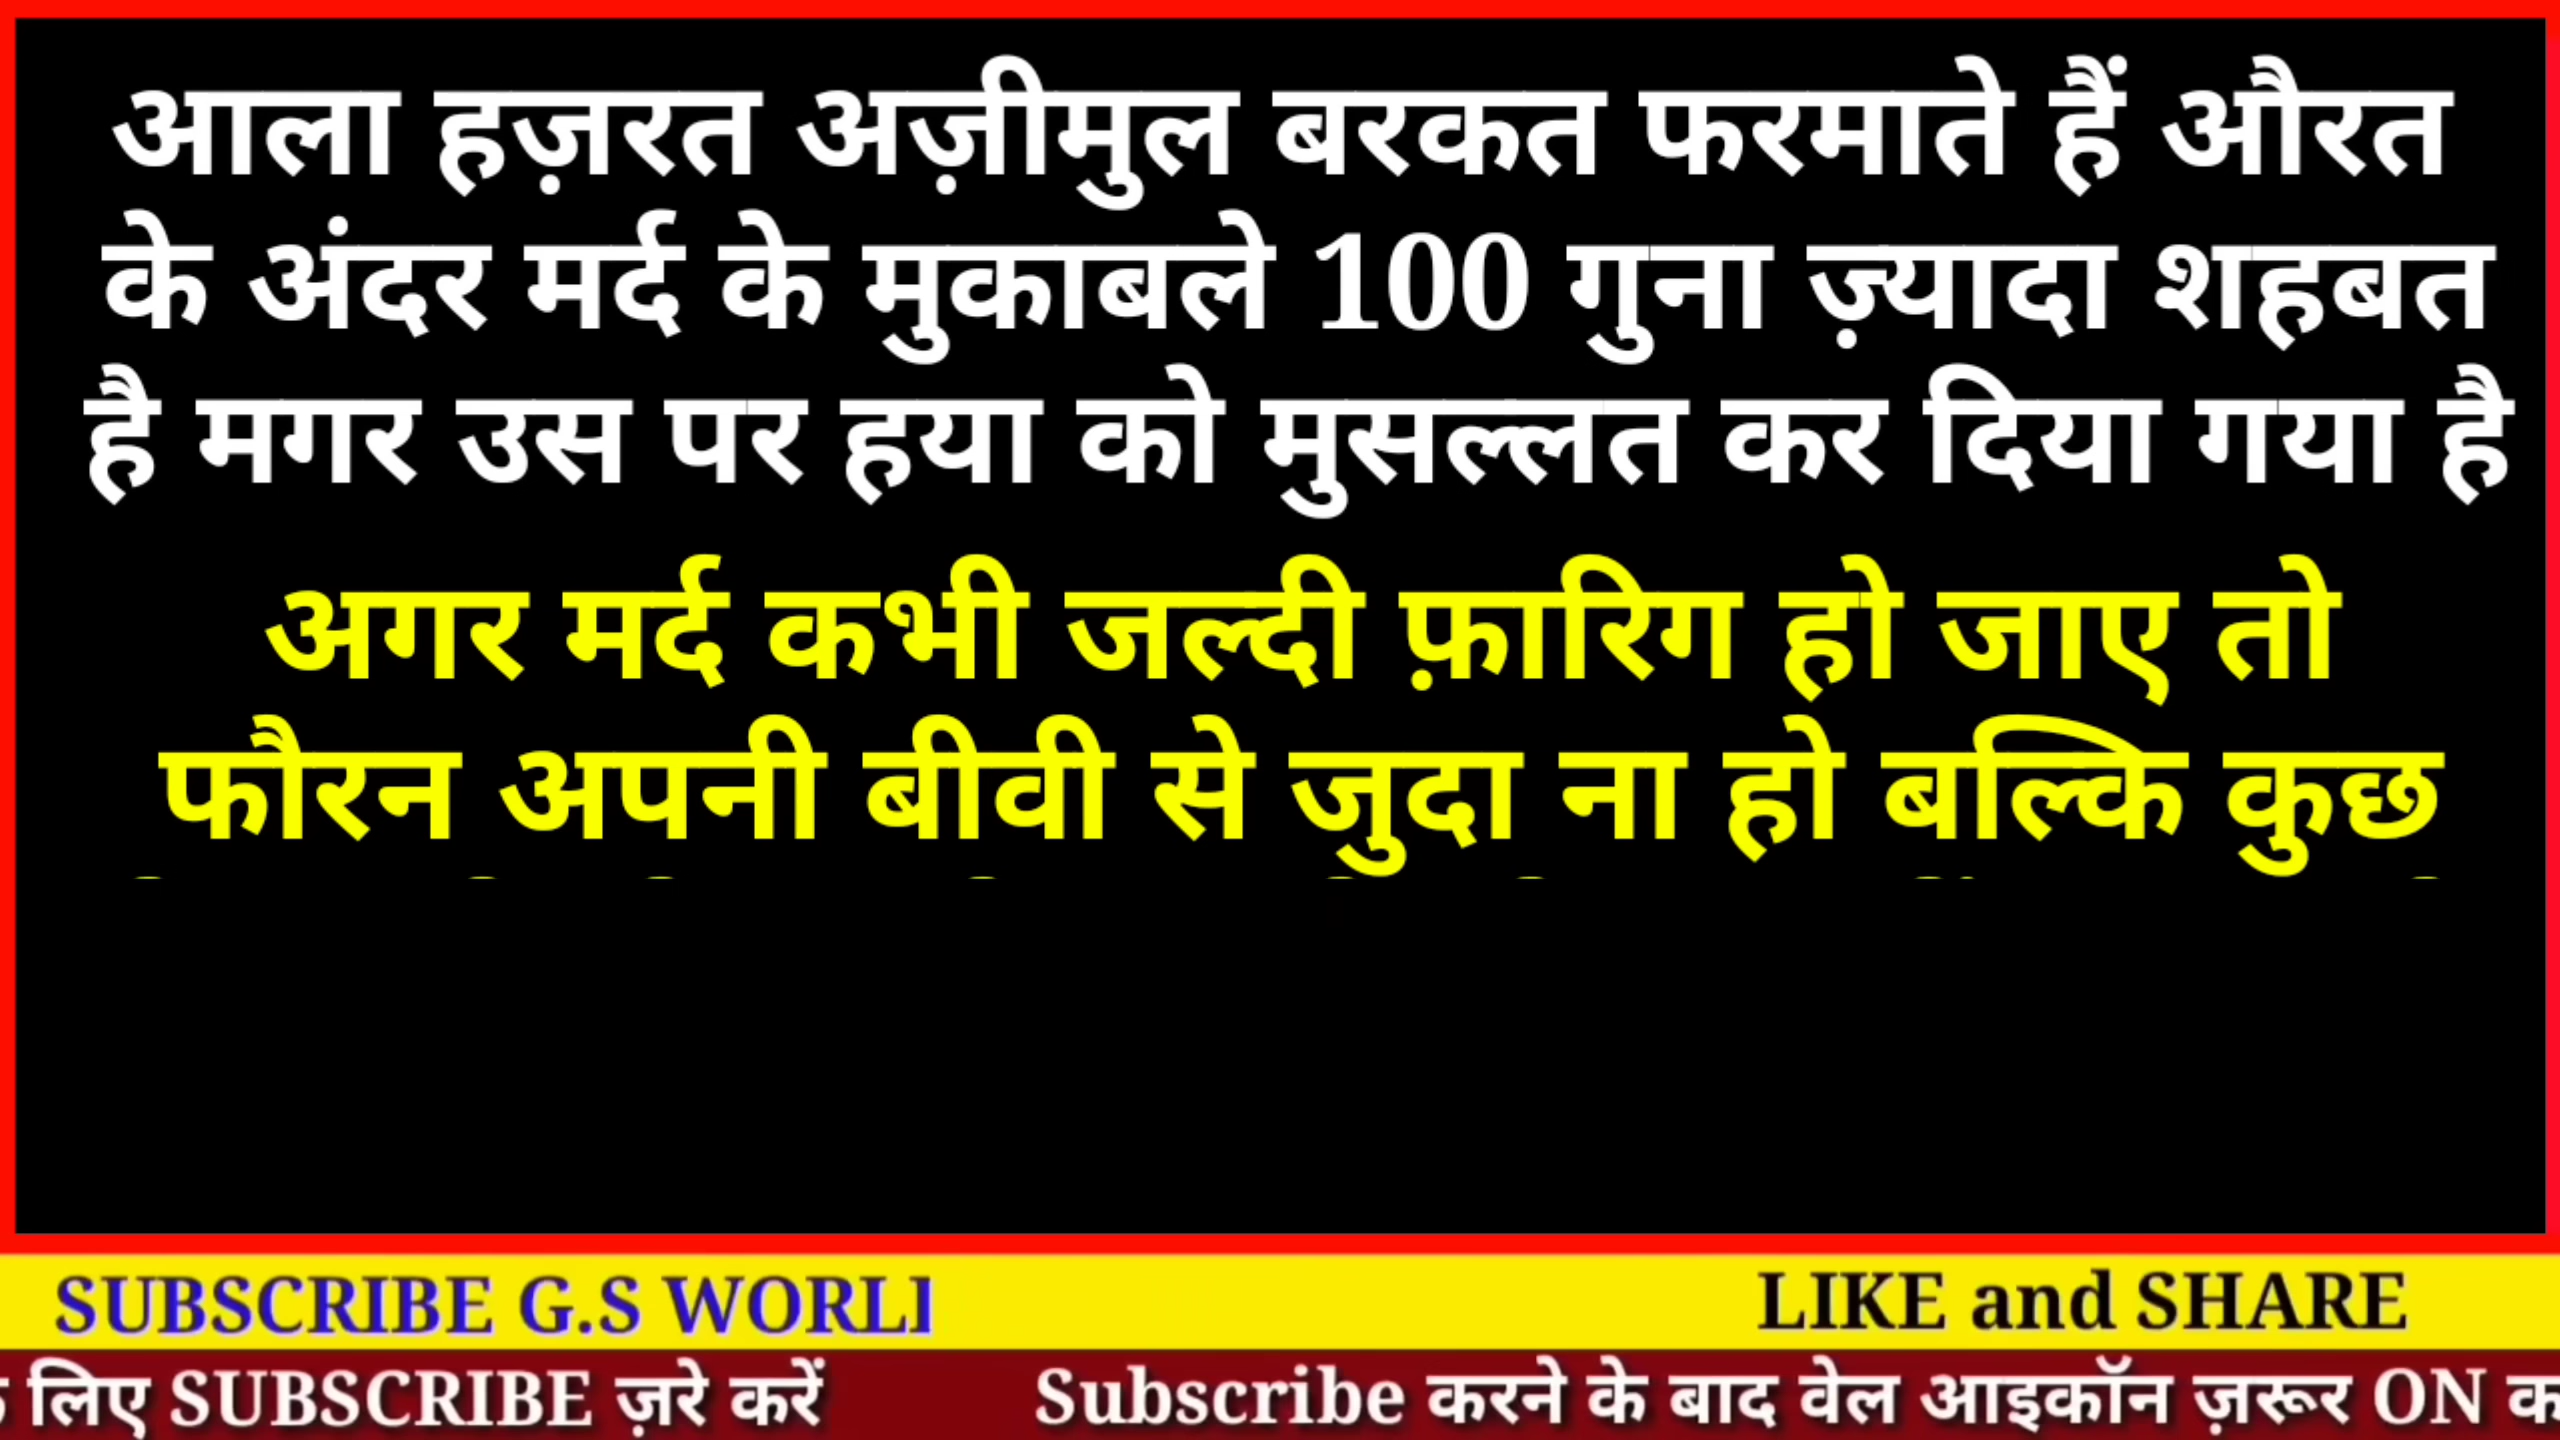 आला हज़रत अज़ीमुल बरकत फरमाते हैं औरत
के अंदर मर्द के मुकाबले 100 गुना ज़्यादा शहबत
है मगर उस पर हया को मुसल्लत कर दिया गया है
अगर मर्द कभी जल्दी फ़ारिग हो जाए तो
फौरन अपनी बीवी से जुदा ना हो बल्कि कुछ
SUBSCRIBE G.S WORL
LIKE and SHARE
लिए SUBSCRIBE ज़रे करें
Subscribe करने के बाद वेल आइकॉन ज़रूर ON